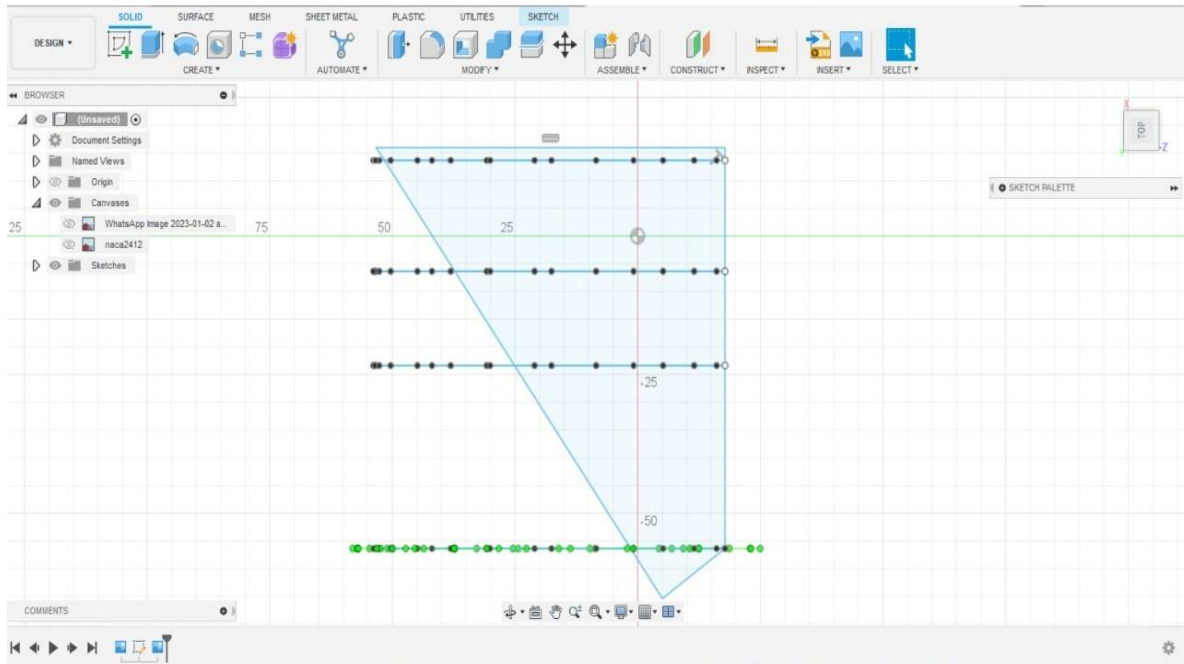 SOLID SURFACE MESH SHEET METAL PLASTIC UTILITIES SKETCH
DESIGN
CREATE AUTOMATE MODIFY ASSEMBLE CONSTRUCT INSPECT INSERT SELECT
BROWSER
(Unsaved)
Document Settings
Named Views
Origin
Canvases
WhatsApp Image 2023-01-02 a...
naca2412
Sketches
25 75 50 25
-25
-50
X
TOP
Z
SKETCH PALETTE
COMMENTS